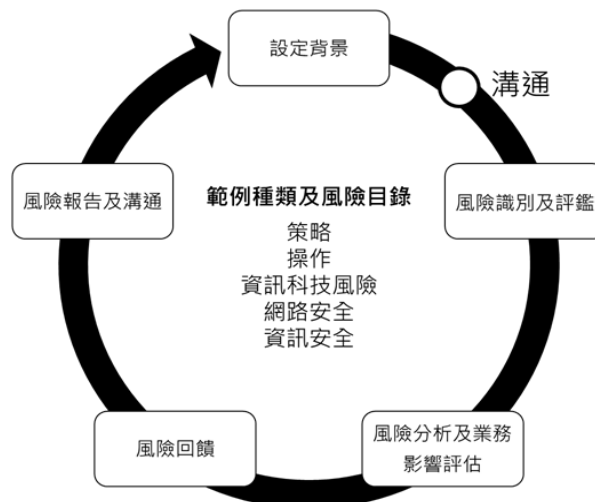 設定背景
溝通
風險報告及溝通
範例種類及風險目錄
策略
操作
資訊科技風險
網路安全
資訊安全
風險識別及評鑑
風險回饋
風險分析及業務
影響評估